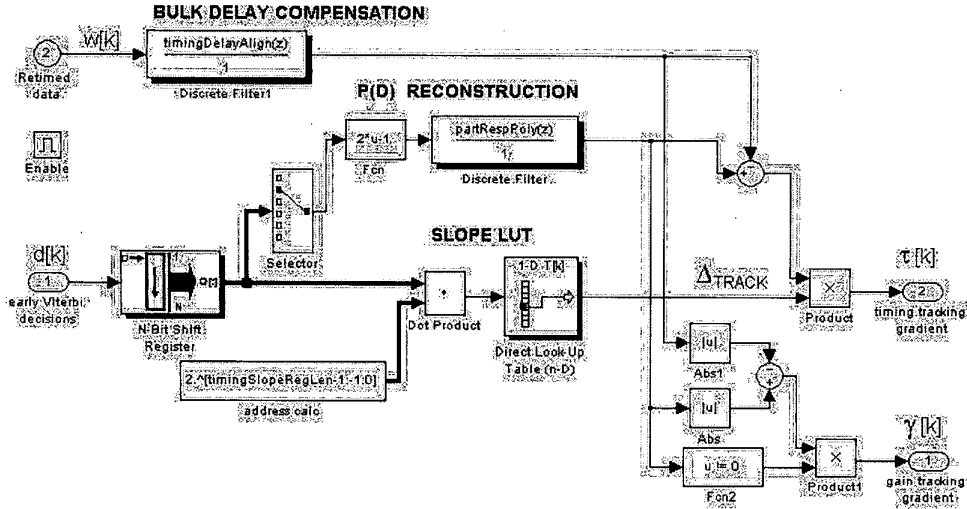 BULK DELAY COMPENSATION
2
w[k]
Retimed
data
timingDelayAlign(z)
1
Discrete Filter1
P(D) RECONSTRUCTION
Enable
2*u-1
Fcn
partRespPoly(z)
1
Discrete Filter
Selector
SLOPE LUT
d[k]
1
early Viterbi
decisions
N
N-Bit Shift
Register
Dot Product
1-D T[k]
Direct Look-Up
Table (n-D)
ΔTRACK
Product
τ[k]
2
timing tracking
gradient
2.^[timingSlopeRegLen-1:-1:0]
address calc
|u|
Abs1
|u|
Abs
u != 0
Fcn2
Product1
γ[k]
1
gain tracking
gradient